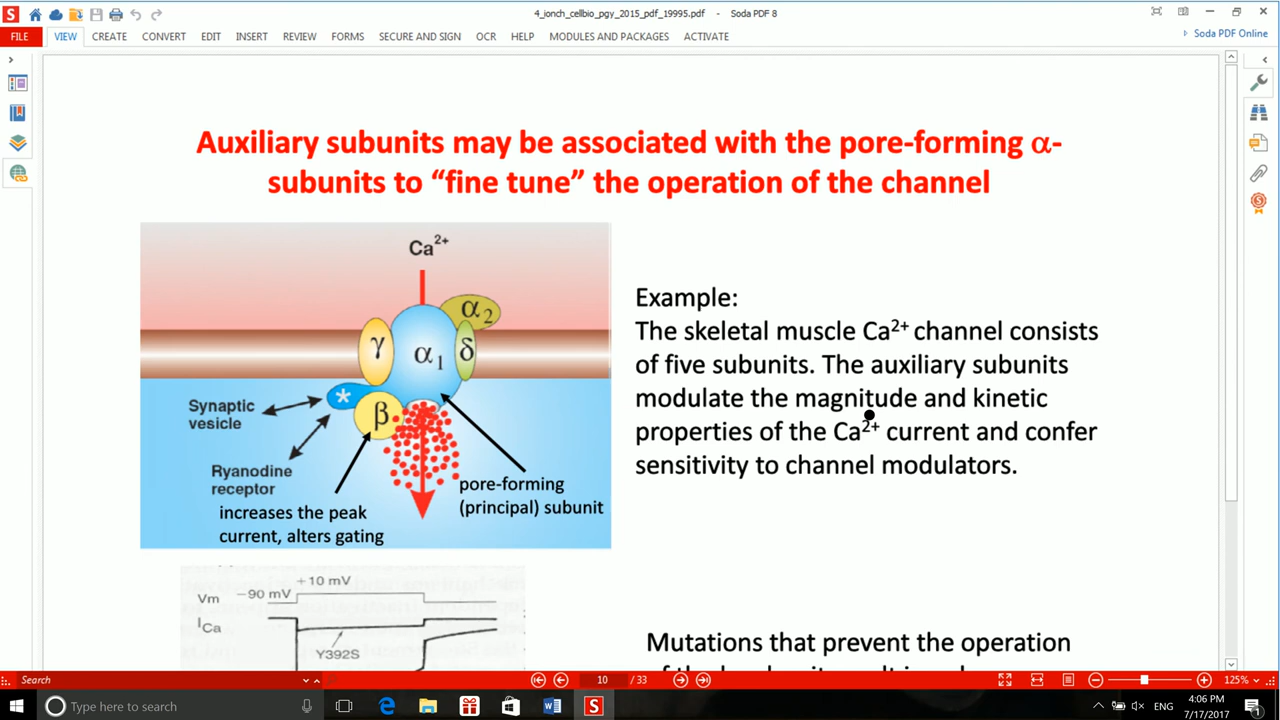 4_ionch_cellbio_pgy_2015_pdf_19995.pdf - Soda PDF 8
FILE VIEW CREATE CONVERT EDIT INSERT REVIEW FORMS SECURE AND SIGN OCR HELP MODULES AND PACKAGES ACTIVATE Soda PDF Online
Auxiliary subunits may be associated with the pore-forming α-
subunits to “fine tune” the operation of the channel
Ca2+
α2
γ
α1
δ
*
β
Synaptic
vesicle
Ryanodine
receptor
increases the peak
current, alters gating
pore-forming
(principal) subunit
Example:
The skeletal muscle Ca2+ channel consists
of five subunits. The auxiliary subunits
modulate the magnitude and kinetic
properties of the Ca2+ current and confer
sensitivity to channel modulators.
+10 mV
Vm -90 mV
ICa
Y392S
Mutations that prevent the operation
Search 10 / 33 125%
Type here to search
ENG
4:06 PM
7/17/2017
1